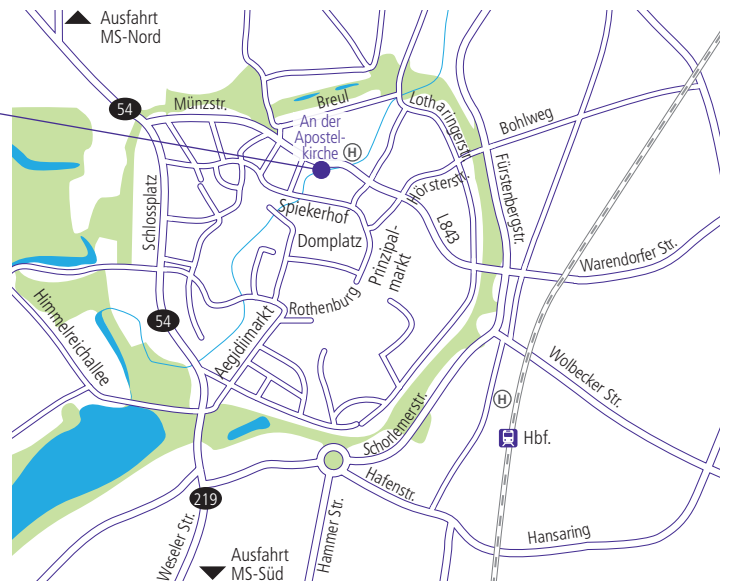 Ausfahrt
MS-Nord
54
Münzstr.
Breul
Lotharingerstr.
Bohlweg
An der
Apostel-
kirche
H
Hörsterstr.
Fürstenbergstr.
Schlossplatz
Spiekerhof
Domplatz
Prinzipal-
markt
L843
Warendorfer Str.
Himmelreichallee
54
Aegidiimarkt
Rothenburg
Wolbecker Str.
H
Schorlemerstr.
Hbf.
219
Hafenstr.
Weseler Str.
Hammer Str.
Hansaring
Ausfahrt
MS-Süd